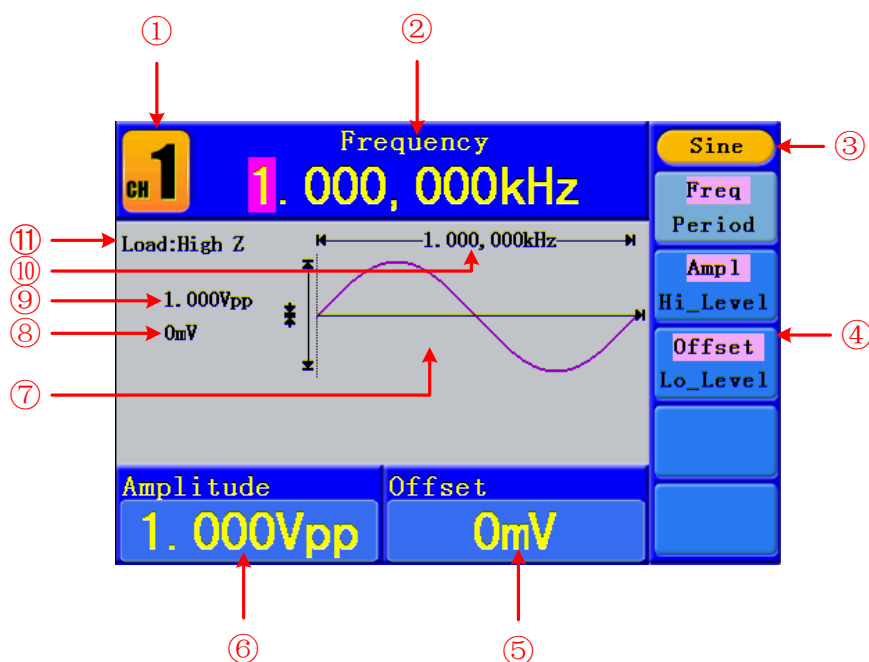 ① ②
CH 1 Frequency
1.000,000kHz
Sine ③
Freq
Period
⑪ Load:High Z
⑩ 1.000,000kHz
Ampl
Hi_Level
⑨ 1.000Vpp
⑧ 0mV
Offset
Lo_Level
④
⑦
Amplitude Offset
1.000Vpp 0mV
⑥ ⑤